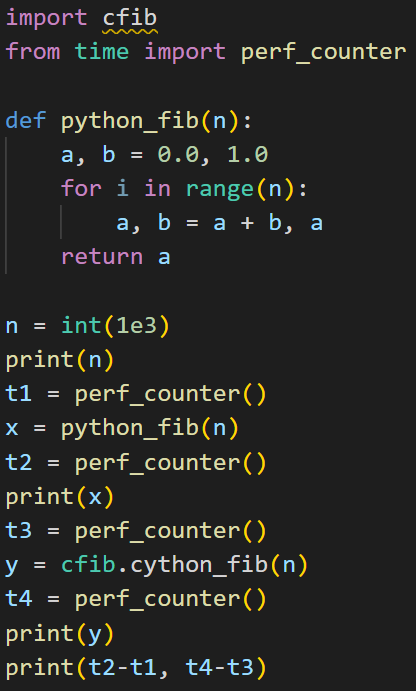 import cfib
from time import perf_counter

def python_fib(n):
    a, b = 0.0, 1.0
    for i in range(n):
        a, b = a + b, a
    return a

n = int(1e3)
print(n)
t1 = perf_counter()
x = python_fib(n)
t2 = perf_counter()
print(x)
t3 = perf_counter()
y = cfib.cython_fib(n)
t4 = perf_counter()
print(y)
print(t2-t1, t4-t3)